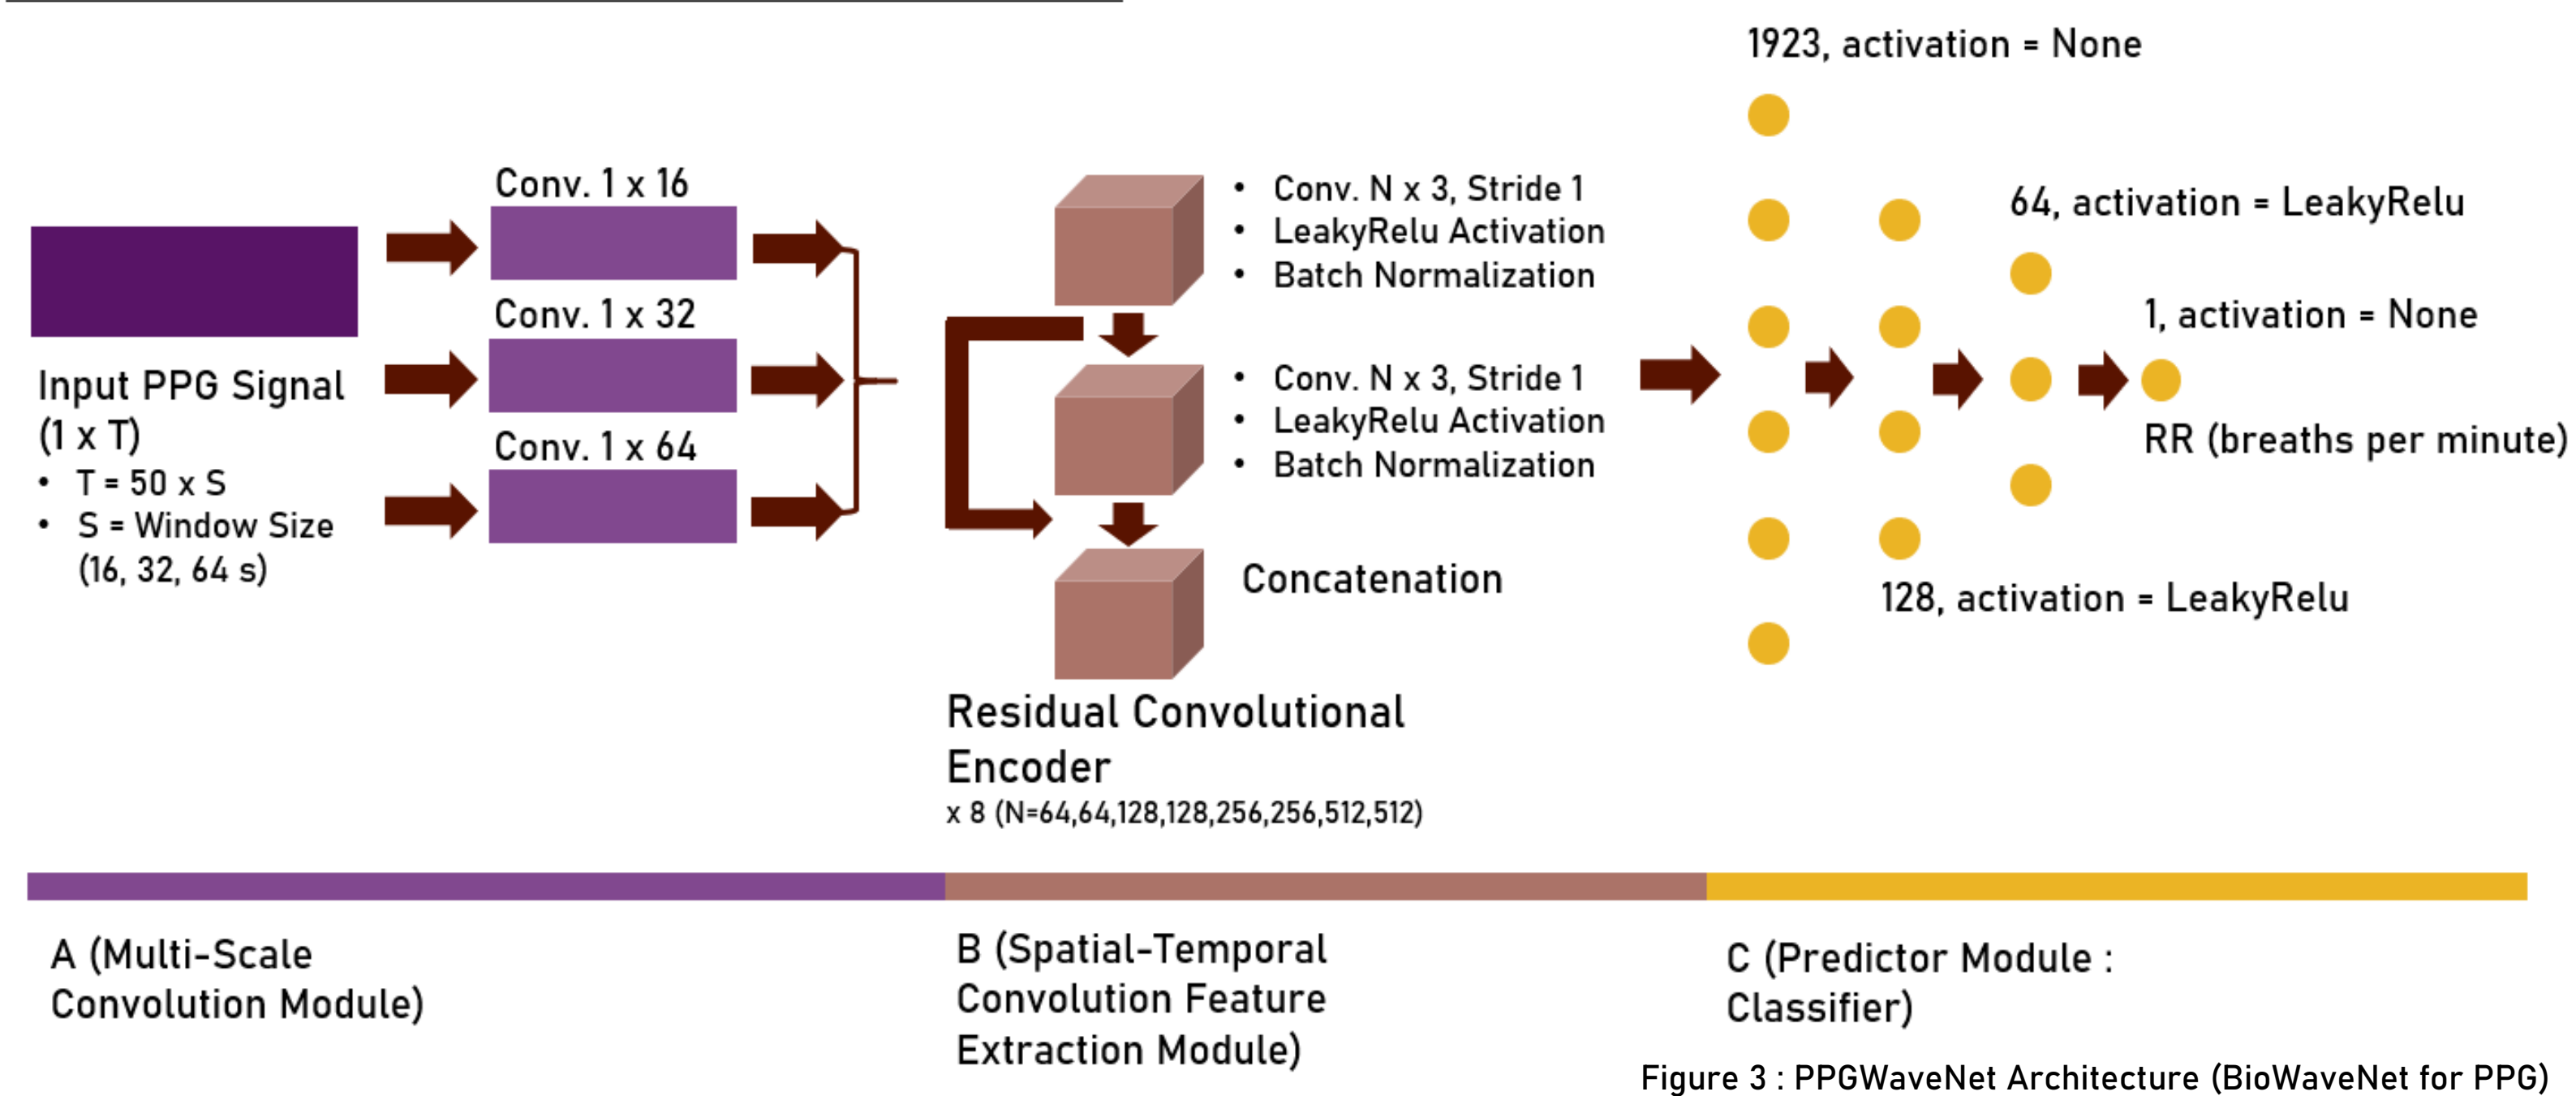 Input PPG Signal
(1 x T)
• T = 50 x S
• S = Window Size
(16, 32, 64 s)
Conv. 1 x 16
Conv. 1 x 32
Conv. 1 x 64
• Conv. N x 3, Stride 1
• LeakyRelu Activation
• Batch Normalization
• Conv. N x 3, Stride 1
• LeakyRelu Activation
• Batch Normalization
Concatenation
Residual Convolutional
Encoder
x 8 (N=64,64,128,128,256,256,512,512)
1923, activation = None
128, activation = LeakyRelu
64, activation = LeakyRelu
1, activation = None
RR (breaths per minute)
A (Multi-Scale
Convolution Module)
B (Spatial-Temporal
Convolution Feature
Extraction Module)
C (Predictor Module :
Classifier)
Figure 3 : PPGWaveNet Architecture (BioWaveNet for PPG)